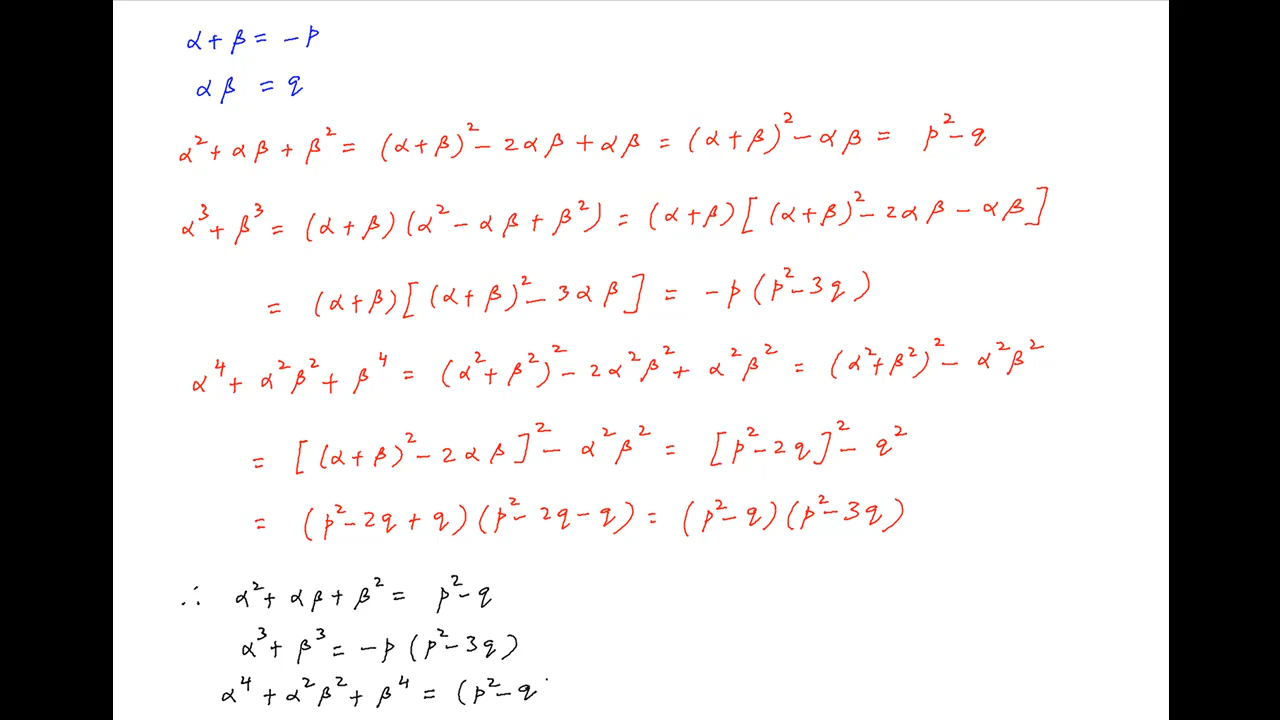 α + β = -p
αβ = q
α² + αβ + β² = (α + β)² - 2αβ + αβ = (α + β)² - αβ = p² - q
α³ + β³ = (α + β)(α² - αβ + β²) = (α + β)[(α + β)² - 2αβ - αβ]
= (α + β)[(α + β)² - 3αβ] = -p(p² - 3q)
α⁴ + α²β² + β⁴ = (α² + β²)² - 2α²β² + α²β² = (α² + β²)² - α²β²
= [(α + β)² - 2αβ]² - α²β² = [p² - 2q]² - q²
= (p² - 2q + q)(p² - 2q - q) = (p² - q)(p² - 3q)
∴ α² + αβ + β² = p² - q
α³ + β³ = -p(p² - 3q)
α⁴ + α²β² + β⁴ = (p² - q